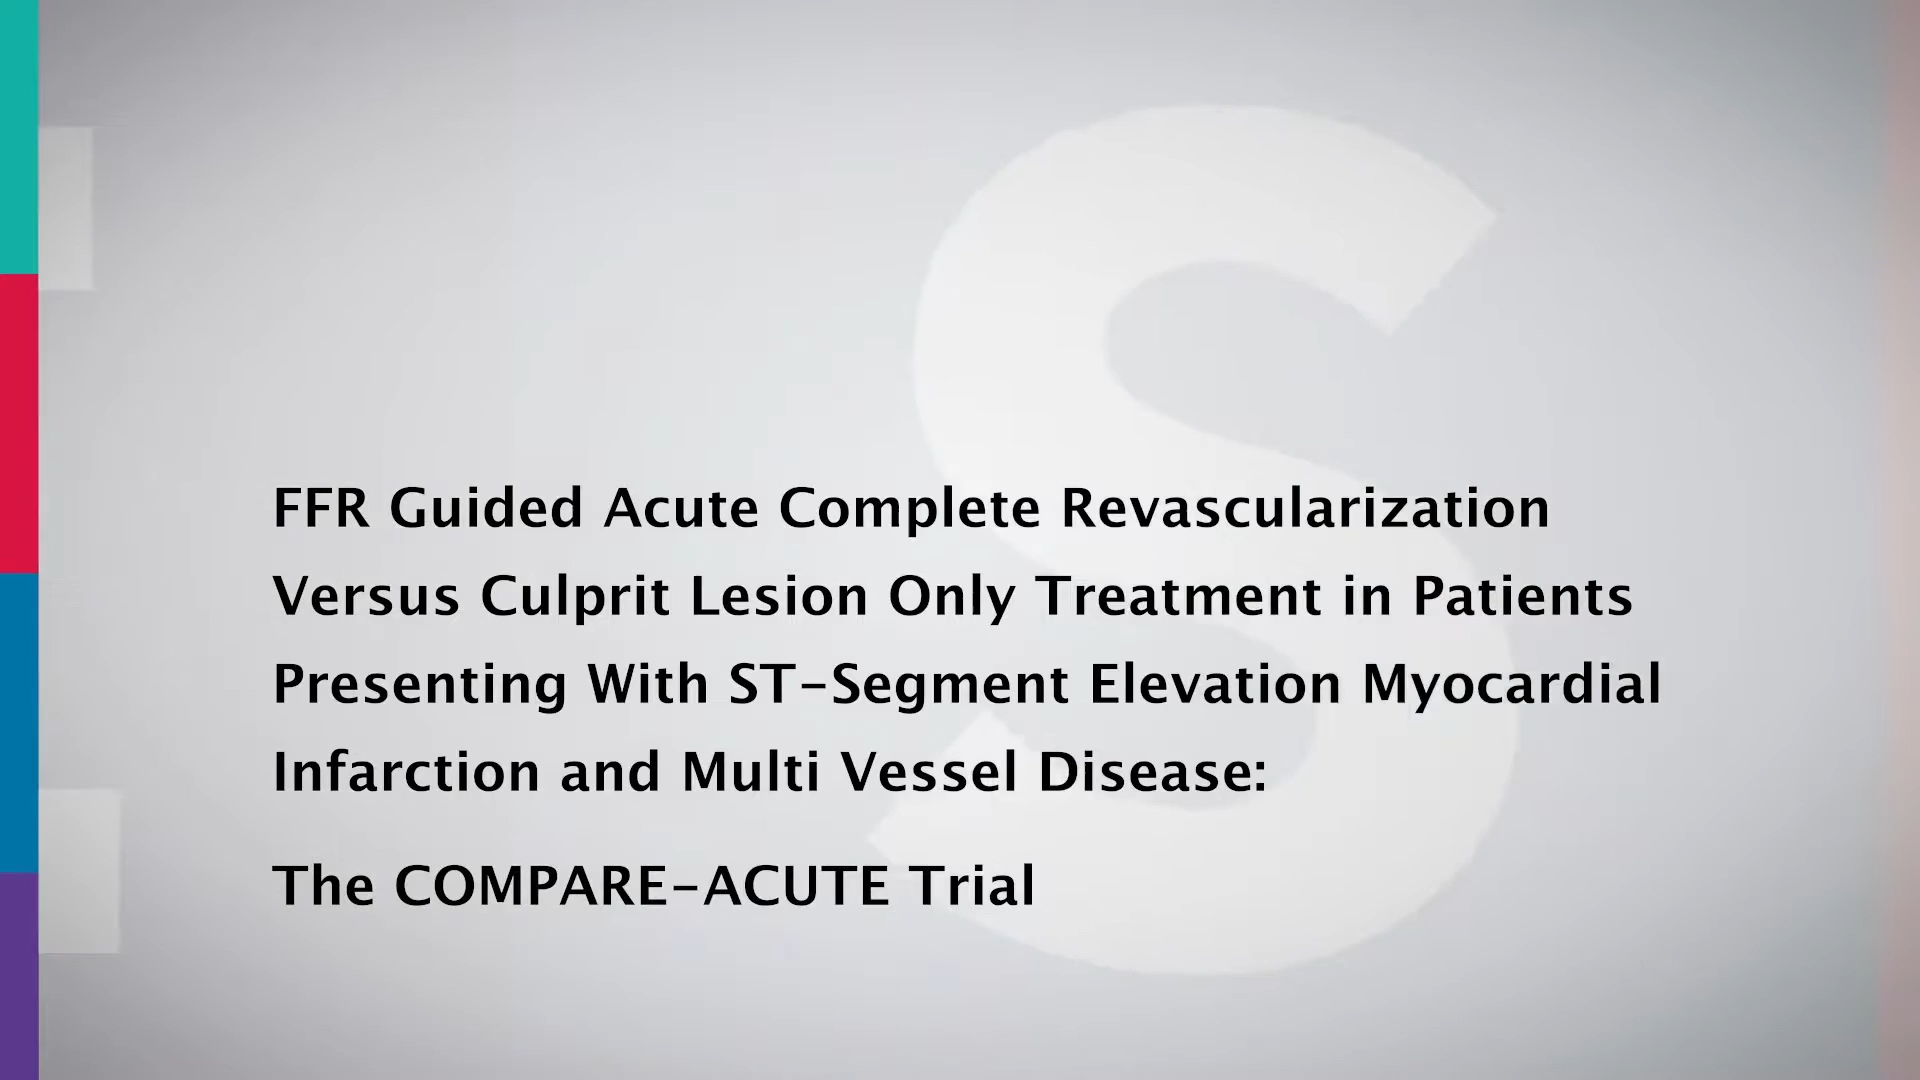 FFR Guided Acute Complete Revascularization
Versus Culprit Lesion Only Treatment in Patients
Presenting With ST-Segment Elevation Myocardial
Infarction and Multi Vessel Disease:
The COMPARE-ACUTE Trial